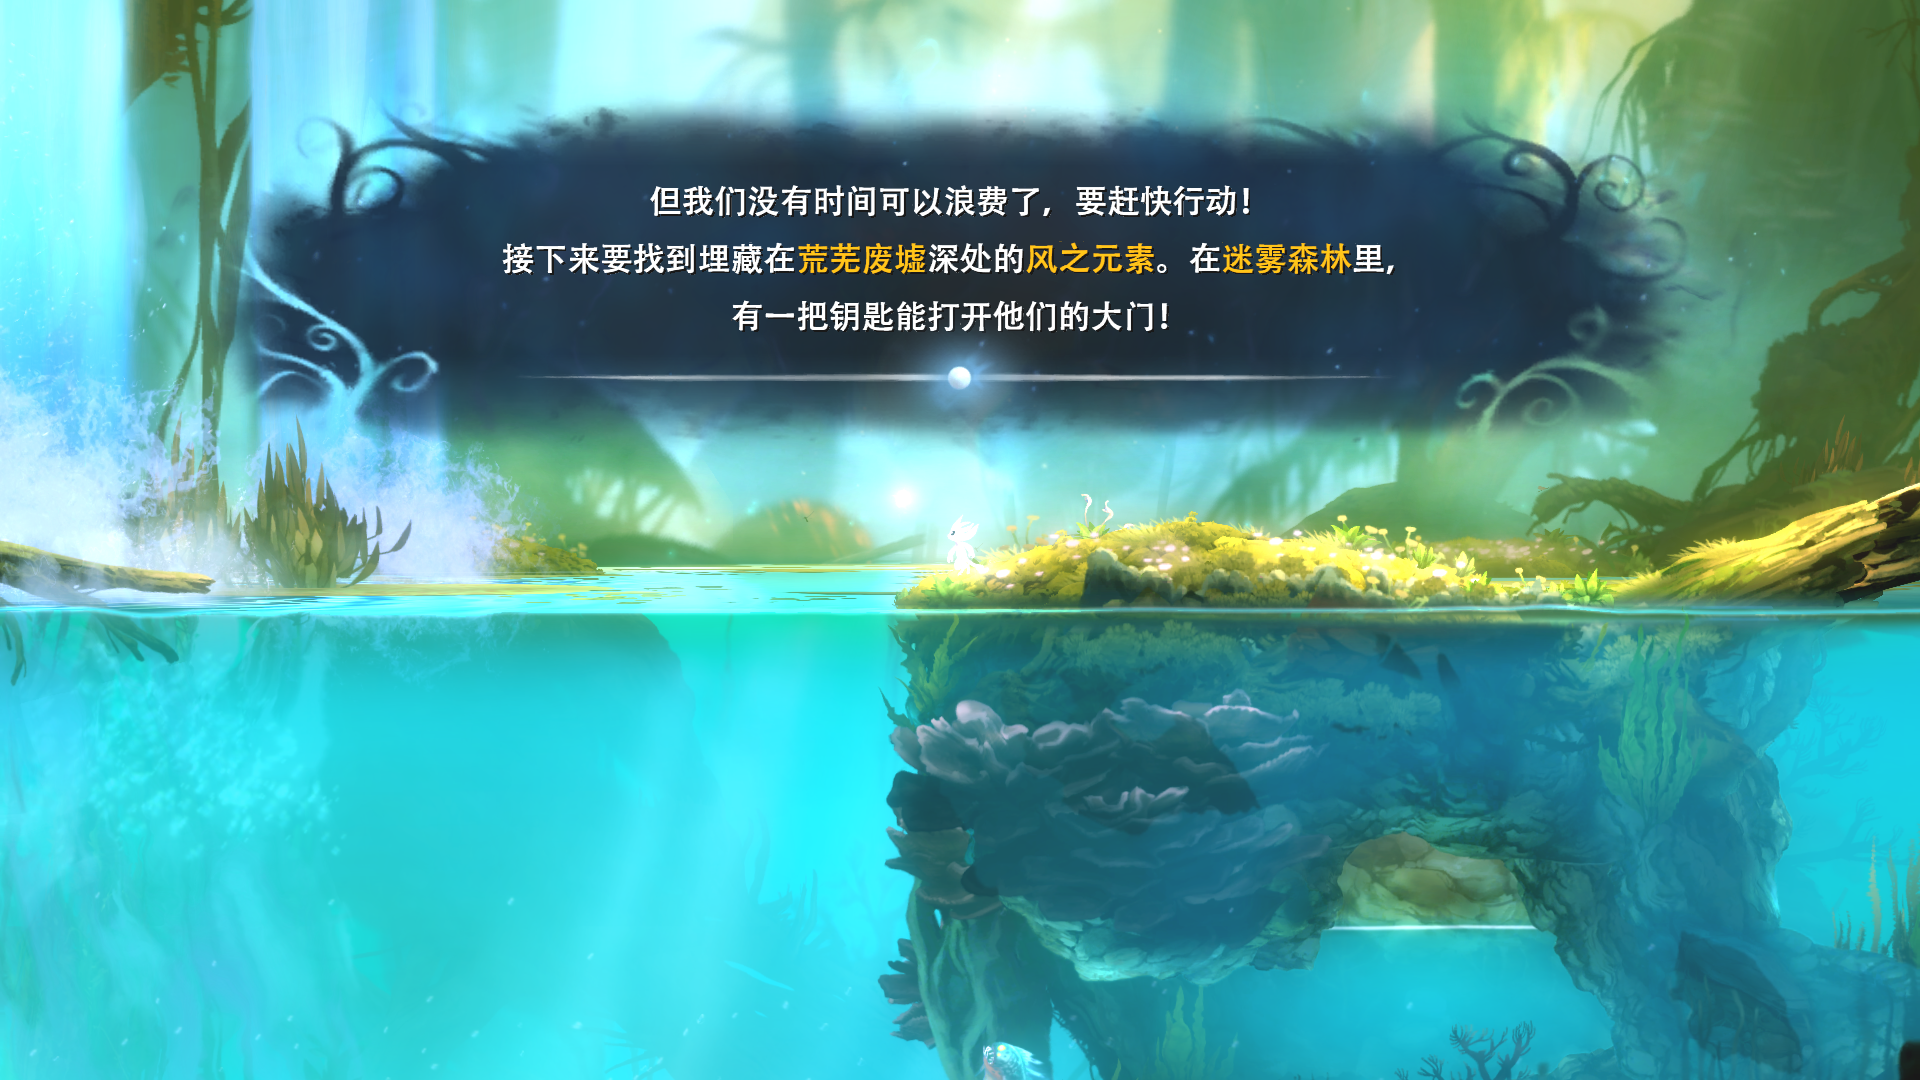 但我们没有时间可以浪费了，要赶快行动！
接下来要找到埋藏在荒芜废墟深处的风之元素。在迷雾森林里，
有一把钥匙能打开他们的大门！